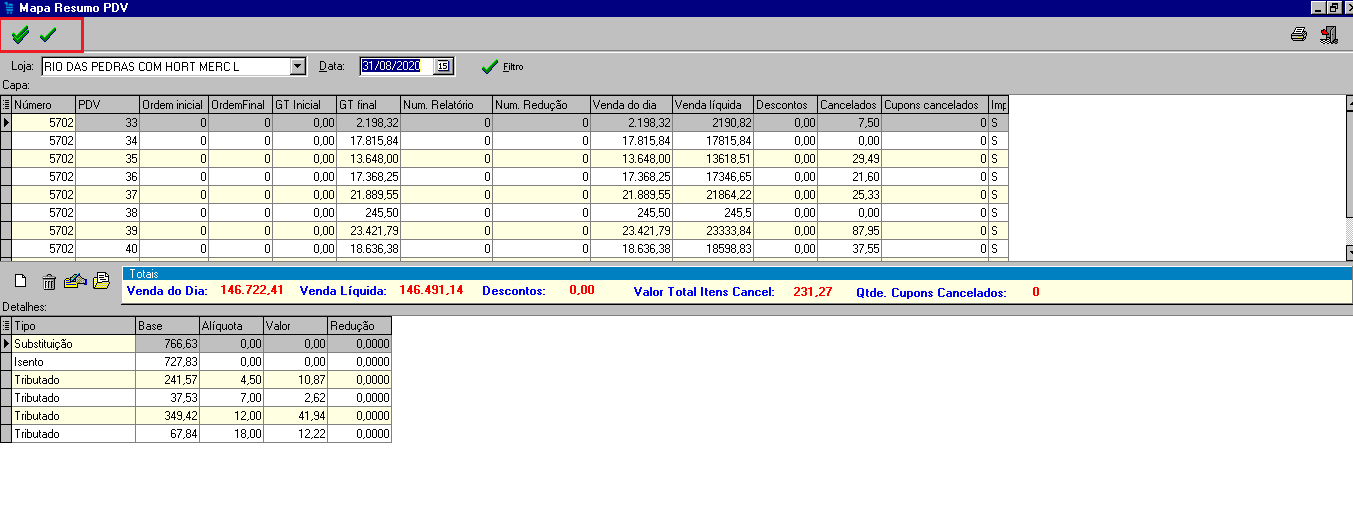 Mapa Resumo PDV
Loja: RIO DAS PEDRAS COM HORT MERC L Data: 31/08/2020 15 Filtro
Capa:
Número PDV Ordem inicial OrdemFinal GT Inicial GT final Num. Relatório Num. Redução Venda do dia Venda líquida Descontos Cancelados Cupons cancelados Imp
5702 33 0 0 0,00 2.198,32 0 0 2.198,32 2190,82 0,00 7,50 0 S
5702 34 0 0 0,00 17.815,84 0 0 17.815,84 17815,84 0,00 0,00 0 S
5702 35 0 0 0,00 13.648,00 0 0 13.648,00 13618,51 0,00 29,49 0 S
5702 36 0 0 0,00 17.368,25 0 0 17.368,25 17346,65 0,00 21,60 0 S
5702 37 0 0 0,00 21.889,55 0 0 21.889,55 21864,22 0,00 25,33 0 S
5702 38 0 0 0,00 245,50 0 0 245,50 245,5 0,00 0,00 0 S
5702 39 0 0 0,00 23.421,79 0 0 23.421,79 23333,84 0,00 87,95 0 S
5702 40 0 0 0,00 18.636,38 0 0 18.636,38 18598,83 0,00 37,55 0 S
Totais
Venda do Dia: 146.722,41 Venda Líquida: 146.491,14 Descontos: 0,00 Valor Total Itens Cancel: 231,27 Qtde. Cupons Cancelados: 0
Detalhes:
Tipo Base Alíquota Valor Redução
Substituição 766,63 0,00 0,00 0,0000
Isento 727,83 0,00 0,00 0,0000
Tributado 241,57 4,50 10,87 0,0000
Tributado 37,53 7,00 2,62 0,0000
Tributado 349,42 12,00 41,94 0,0000
Tributado 67,84 18,00 12,22 0,0000